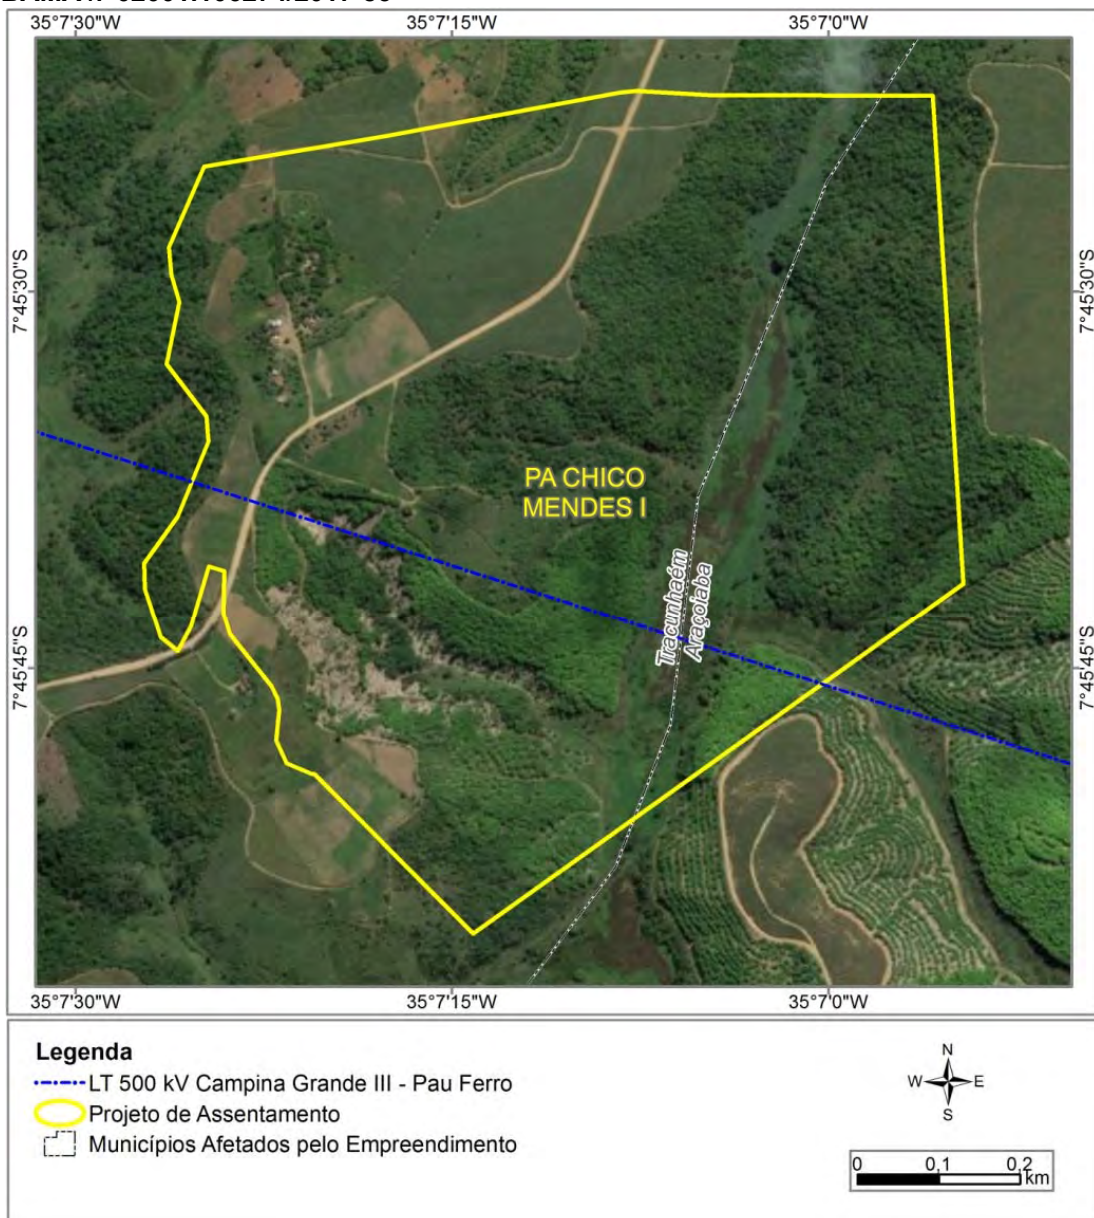 35°7'30"W 35°7'15"W 35°7'0"W
7°45'30"S
7°45'30"S
PA CHICO
MENDES I
Tracunhaém
Araçoiaba
7°45'45"S
7°45'45"S
35°7'30"W 35°7'15"W 35°7'0"W
Legenda
LT 500 kV Campina Grande III - Pau Ferro
Projeto de Assentamento
Municípios Afetados pelo Empreendimento
N
W E
S
0 0,1 0,2
km